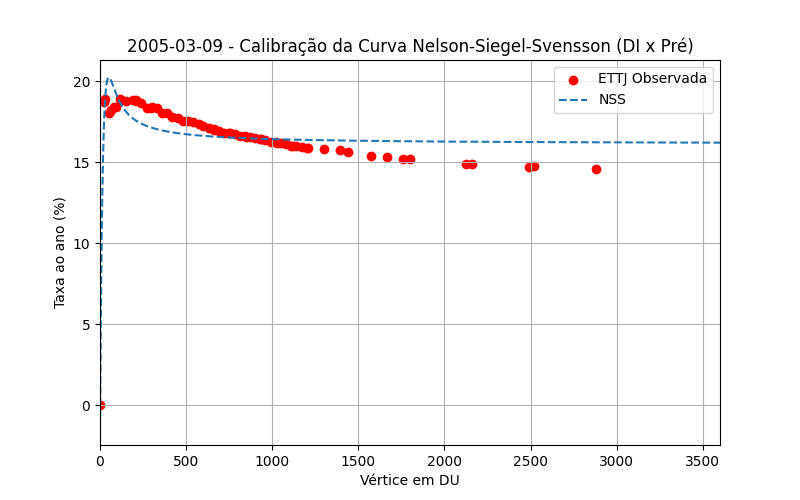 2005-03-09 - Calibração da Curva Nelson-Siegel-Svensson (DI x Pré)
ETTJ Observada
NSS
Taxa ao ano (%)
20
15
10
5
0
0 500 1000 1500 2000 2500 3000 3500
Vértice em DU